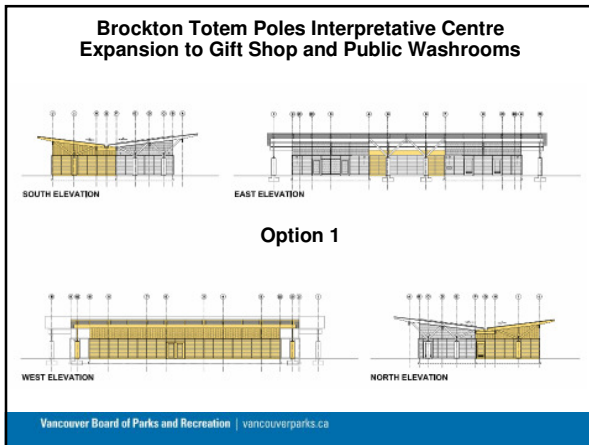 Brockton Totem Poles Interpretative Centre
Expansion to Gift Shop and Public Washrooms
SOUTH ELEVATION
EAST ELEVATION
Option 1
WEST ELEVATION
NORTH ELEVATION
Vancouver Board of Parks and Recreation | vancouverparks.ca